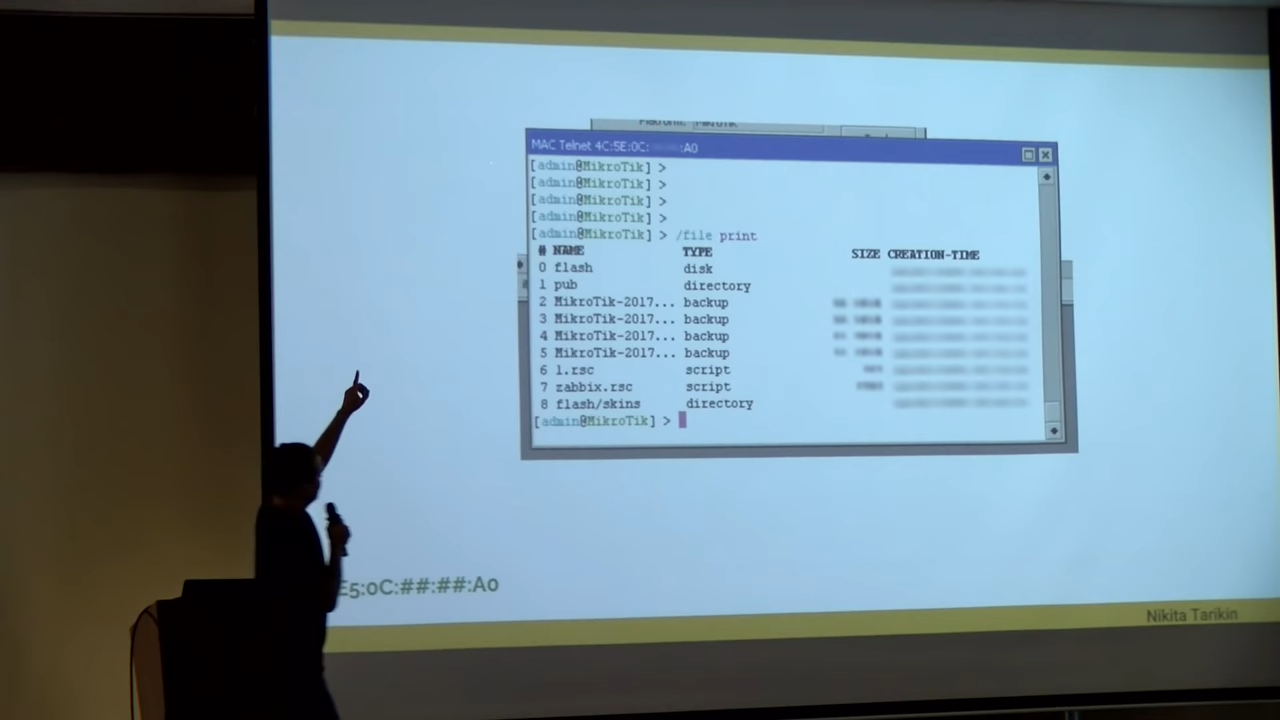 Platform: MikroTik
MAC Telnet 4C:5E:0C: :A0
[admin@MikroTik] >
[admin@MikroTik] >
[admin@MikroTik] >
[admin@MikroTik] >
[admin@MikroTik] > /file print
# NAME TYPE SIZE CREATION-TIME
0 flash disk
1 pub directory
2 MikroTik-2017... backup
3 MikroTik-2017... backup
4 MikroTik-2017... backup
5 MikroTik-2017... backup
6 1.rsc script
7 zabbix.rsc script
8 flash/skins directory
[admin@MikroTik] >
E5:0C:##:##:A0
Nikita Tarikin